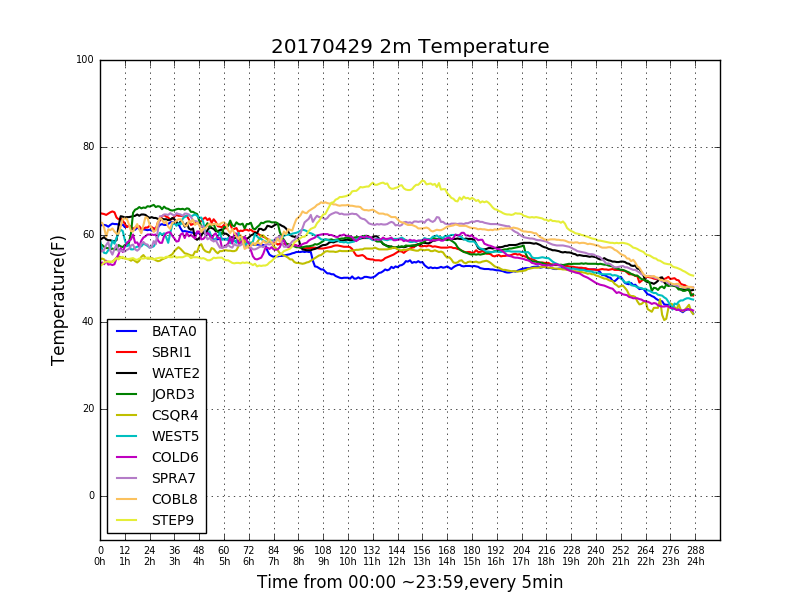 20170429 2m Temperature
100
80
60
40
20
0
Temperature(F)
BATA0
SBRI1
WATE2
JORD3
CSQR4
WEST5
COLD6
SPRA7
COBL8
STEP9
0 12 24 36 48 60 72 84 96 108 120 132 144 156 168 180 192 204 216 228 240 252 264 276 288
0h 1h 2h 3h 4h 5h 6h 7h 8h 9h 10h 11h 12h 13h 14h 15h 16h 17h 18h 19h 20h 21h 22h 23h 24h
Time from 00:00 ~23:59,every 5min